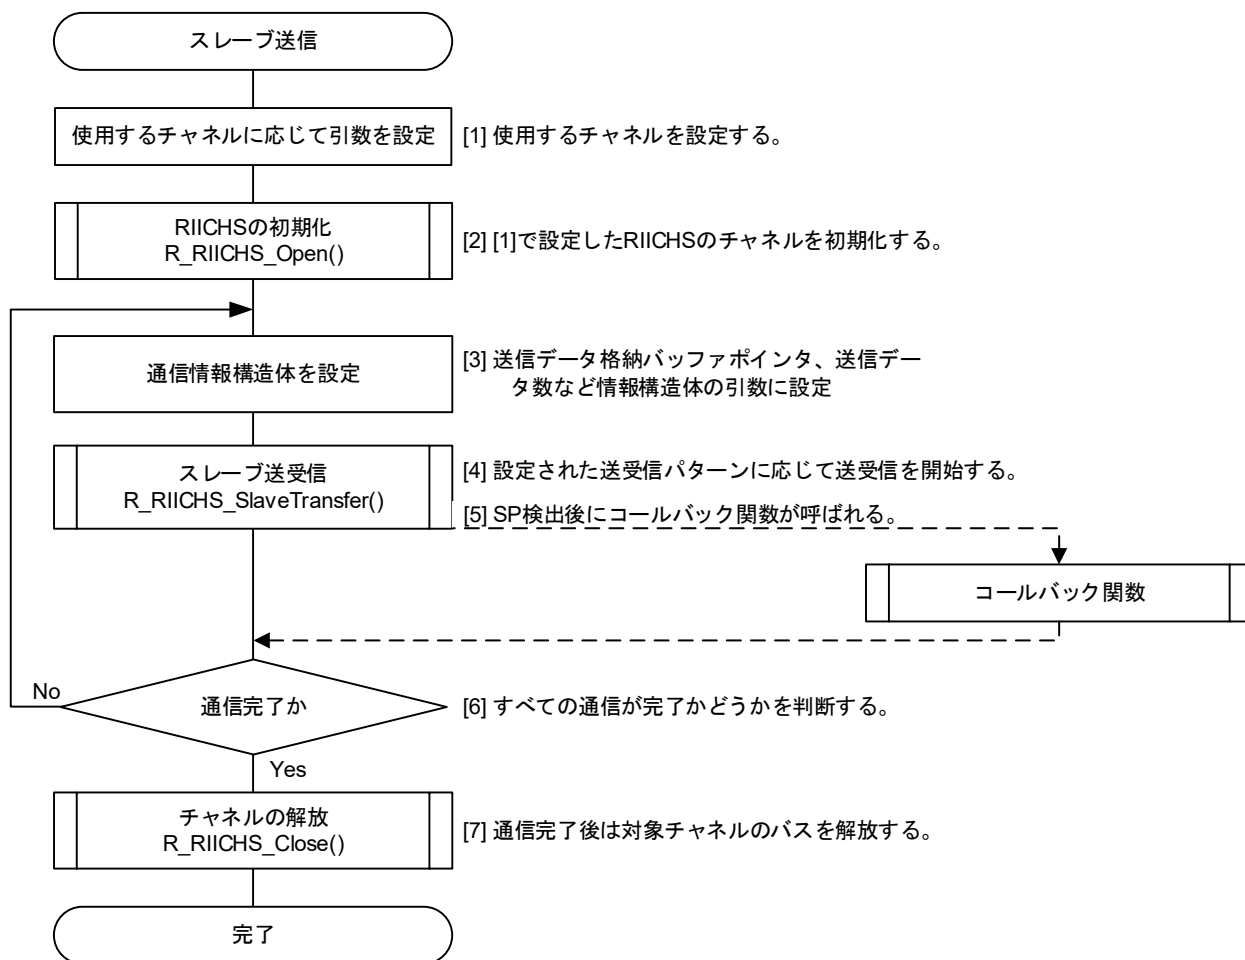 スレーブ送信
使用するチャネルに応じて引数を設定
[1] 使用するチャネルを設定する。
RIICHSの初期化
R_RIICHS_Open()
[2] [1]で設定したRIICHSのチャネルを初期化する。
通信情報構造体を設定
[3] 送信データ格納バッファポインタ、送信デー
タ数など情報構造体の引数に設定
スレーブ送受信
R_RIICHS_SlaveTransfer()
[4] 設定された送受信パターンに応じて送受信を開始する。
[5] SP検出後にコールバック関数が呼ばれる。
コールバック関数
No
通信完了か
[6] すべての通信が完了かどうかを判断する。
Yes
チャネルの解放
R_RIICHS_Close()
[7] 通信完了後は対象チャネルのバスを解放する。
完了